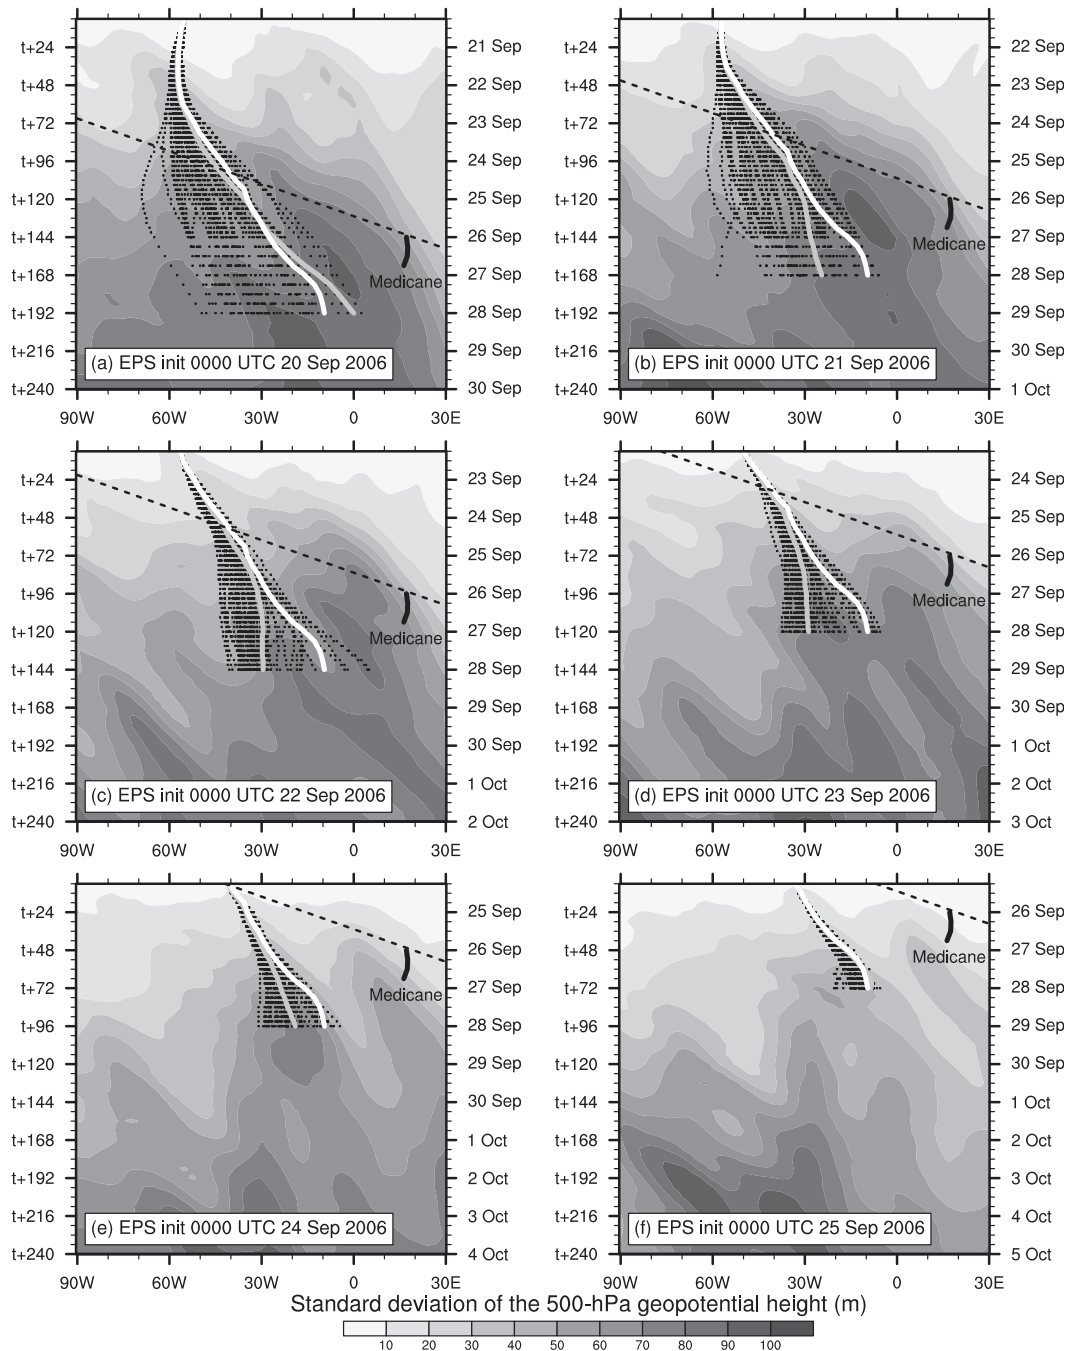 t+24
t+48
t+72
t+96
t+120
t+144
t+168
t+192
t+216
t+240
21 Sep
22 Sep
23 Sep
24 Sep
25 Sep
26 Sep
27 Sep
28 Sep
29 Sep
30 Sep
Medicane
(a) EPS init 0000 UTC 20 Sep 2006
90W 60W 30W 0 30E
t+24
t+48
t+72
t+96
t+120
t+144
t+168
t+192
t+216
t+240
22 Sep
23 Sep
24 Sep
25 Sep
26 Sep
27 Sep
28 Sep
29 Sep
30 Sep
1 Oct
Medicane
(b) EPS init 0000 UTC 21 Sep 2006
90W 60W 30W 0 30E
t+24
t+48
t+72
t+96
t+120
t+144
t+168
t+192
t+216
t+240
23 Sep
24 Sep
25 Sep
26 Sep
27 Sep
28 Sep
29 Sep
30 Sep
1 Oct
2 Oct
Medicane
(c) EPS init 0000 UTC 22 Sep 2006
90W 60W 30W 0 30E
t+24
t+48
t+72
t+96
t+120
t+144
t+168
t+192
t+216
t+240
24 Sep
25 Sep
26 Sep
27 Sep
28 Sep
29 Sep
30 Sep
1 Oct
2 Oct
3 Oct
Medicane
(d) EPS init 0000 UTC 23 Sep 2006
90W 60W 30W 0 30E
t+24
t+48
t+72
t+96
t+120
t+144
t+168
t+192
t+216
t+240
25 Sep
26 Sep
27 Sep
28 Sep
29 Sep
30 Sep
1 Oct
2 Oct
3 Oct
4 Oct
Medicane
(e) EPS init 0000 UTC 24 Sep 2006
90W 60W 30W 0 30E
t+24
t+48
t+72
t+96
t+120
t+144
t+168
t+192
t+216
t+240
26 Sep
27 Sep
28 Sep
29 Sep
30 Sep
1 Oct
2 Oct
3 Oct
4 Oct
5 Oct
Medicane
(f) EPS init 0000 UTC 25 Sep 2006
90W 60W 30W 0 30E
Standard deviation of the 500-hPa geopotential height (m)
10 20 30 40 50 60 70 80 90 100